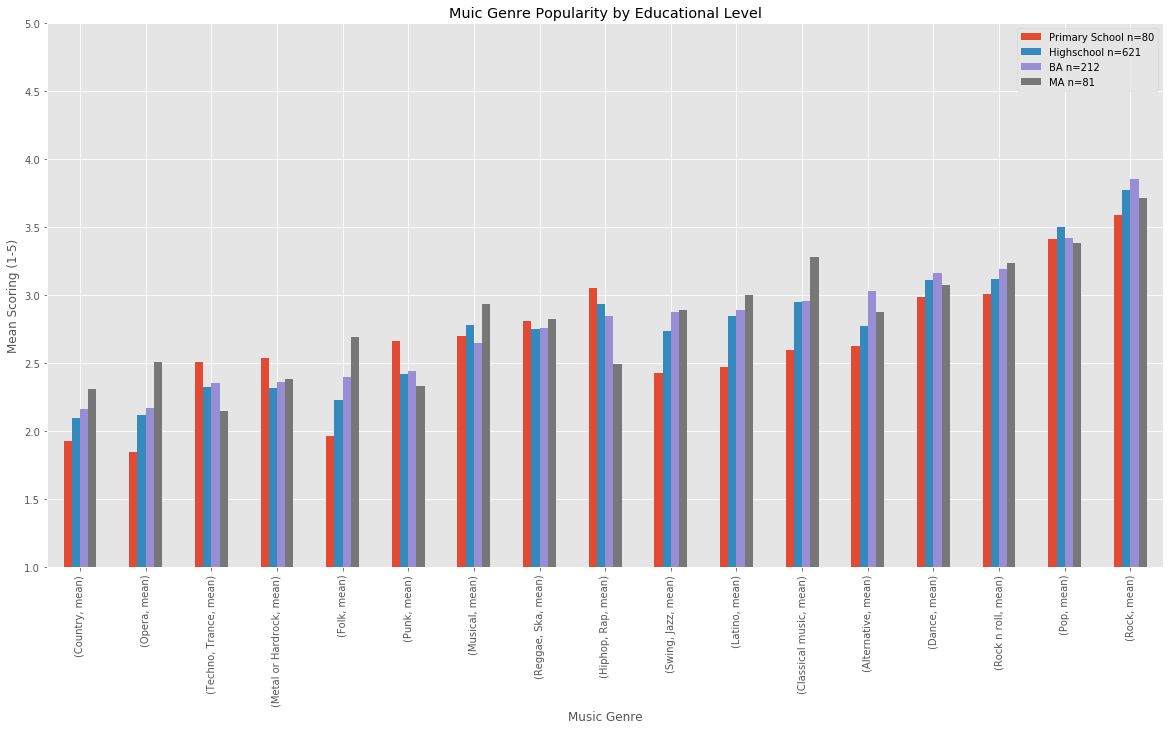 Muic Genre Popularity by Educational Level
Primary School n=80
Highschool n=621
BA n=212
MA n=81
Mean Scoring (1-5)
5.0
4.5
4.0
3.5
3.0
2.5
2.0
1.5
1.0
(Country, mean)
(Opera, mean)
(Techno, Trance, mean)
(Metal or Hardrock, mean)
(Folk, mean)
(Punk, mean)
(Musical, mean)
(Reggae, Ska, mean)
(Hiphop, Rap, mean)
(Swing, Jazz, mean)
(Latino, mean)
(Classical music, mean)
(Alternative, mean)
(Dance, mean)
(Rock n roll, mean)
(Pop, mean)
(Rock, mean)
Music Genre